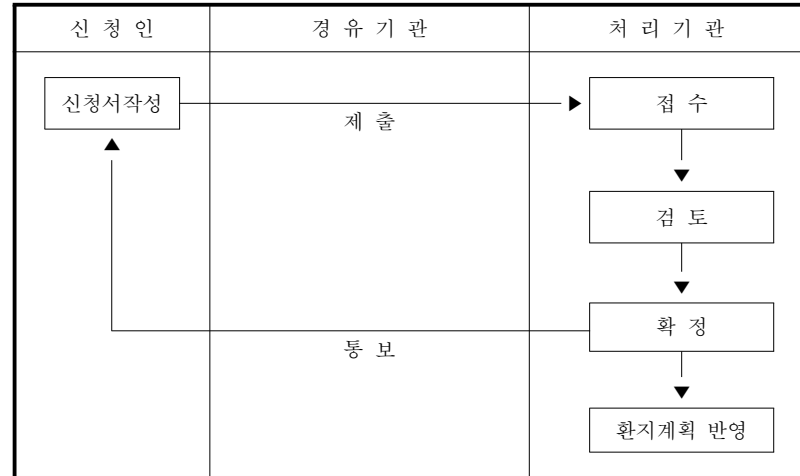 신 청 인 경 유 기 관 처 리 기 관
신청서작성 접 수
제 출
검 토
확 정
통 보
환지계획 반영